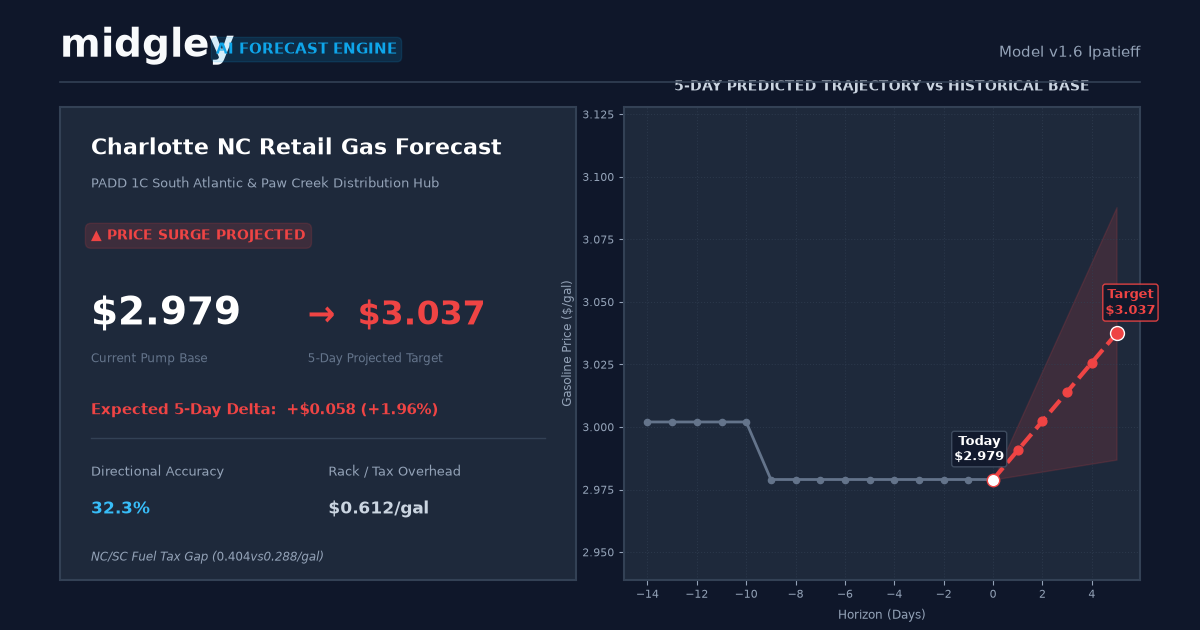 midgley
AI FORECAST ENGINE
Model v1.6 Ipatieff
Charlotte NC Retail Gas Forecast
PADD 1C South Atlantic & Paw Creek Distribution Hub
▲ PRICE SURGE PROJECTED
$2.979
→ $3.037
Current Pump Base
5-Day Projected Target
Expected 5-Day Delta: +$0.058 (+1.96%)
Directional Accuracy
Rack / Tax Overhead
32.3%
$0.612/gal
NC/SC Fuel Tax Gap (0.404vs0.288/gal)
5-DAY PREDICTED TRAJECTORY vs HISTORICAL BASE
Gasoline Price ($/gal)
3.125
3.100
3.075
3.050
3.025
3.000
2.975
2.950
Target
$3.037
Today
$2.979
−14 −12 −10 −8 −6 −4 −2 0 2 4
Horizon (Days)